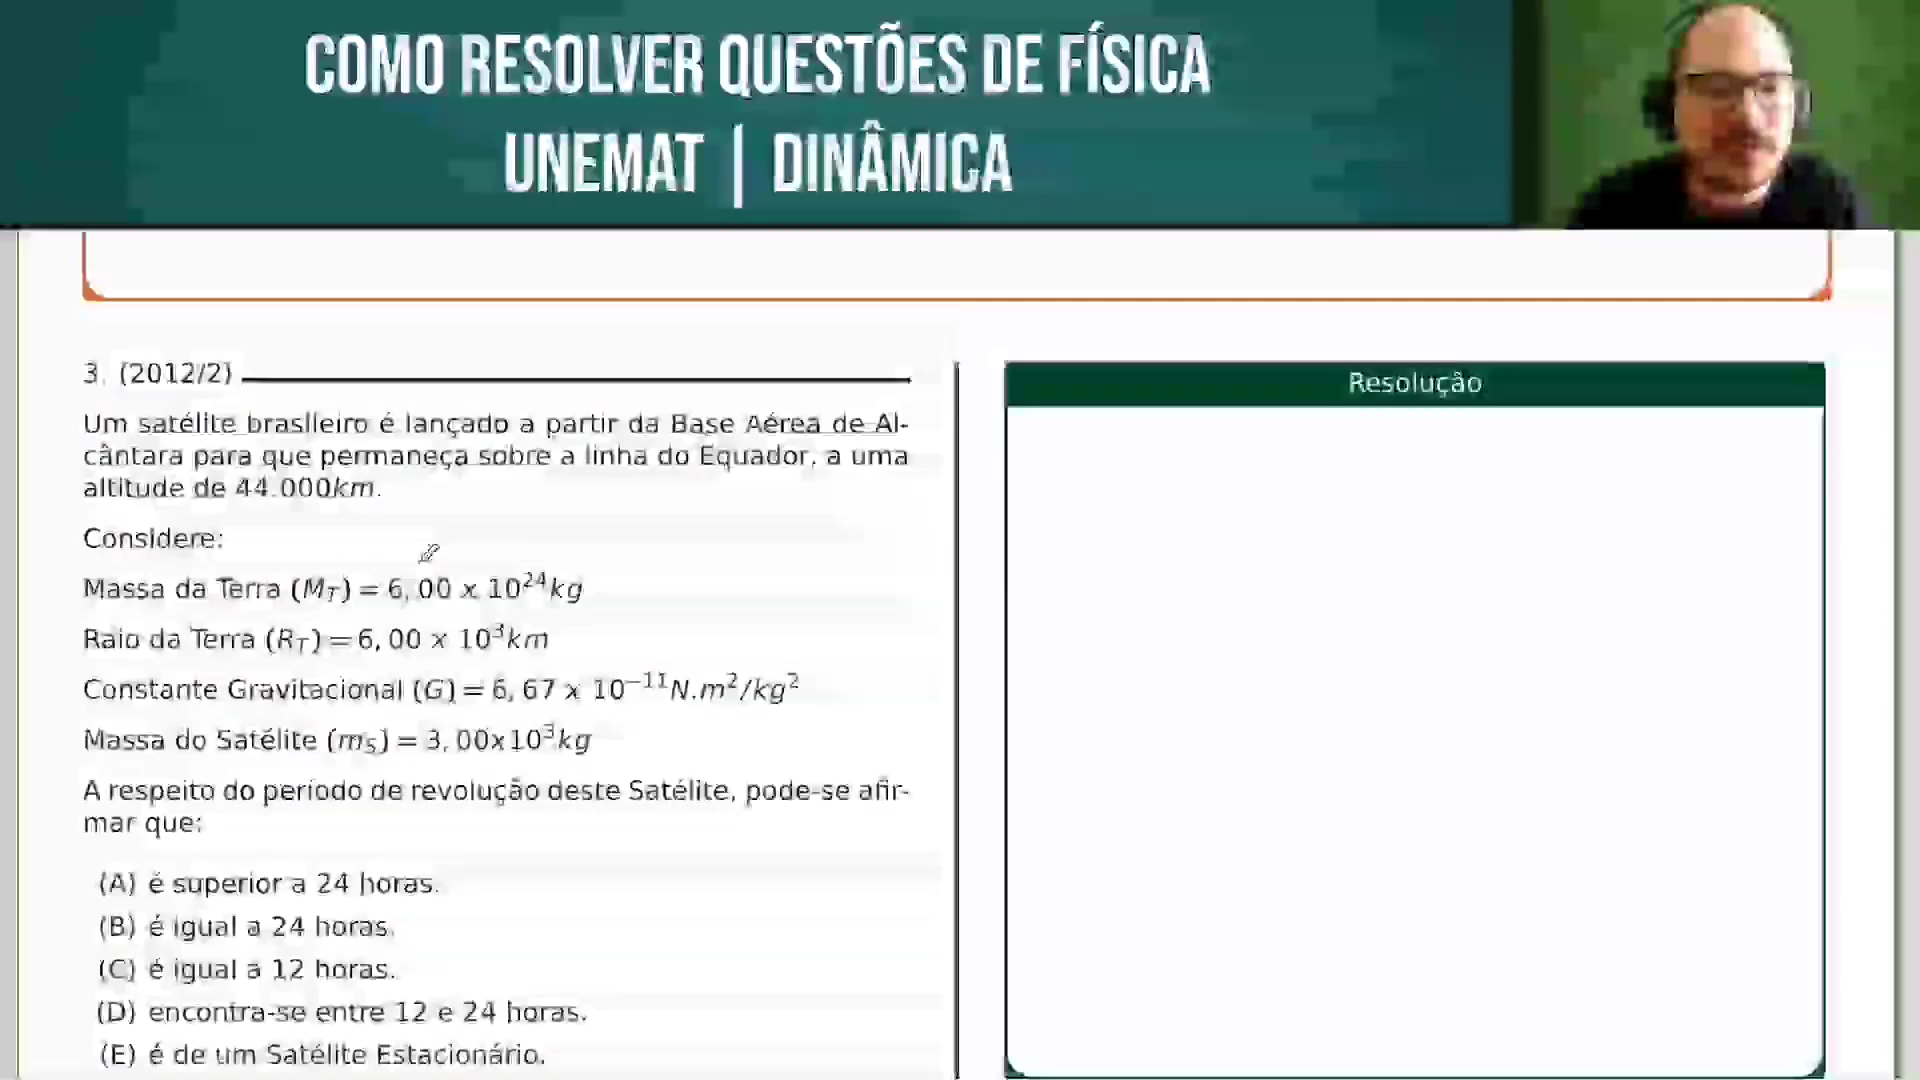 COMO RESOLVER QUESTÕES DE FÍSICA
UNEMAT | DINÂMICA
3. (2012/2)
Um satélite brasileiro é lançado a partir da Base Aérea de Al-
cântara para que permaneça sobre a linha do Equador, a uma
altitude de 44.000km.
Considere:
Massa da Terra (M_T) = 6, 00 x 10^{24}kg
Raio da Terra (R_T) = 6, 00 × 10^3km
Constante Gravitacional (G) = 6, 67 x 10^{−11}N.m^2/kg^2
Massa do Satélite (m_S) = 3, 00x10^3kg
A respeito do período de revolução deste Satélite, pode-se afir-
mar que:
(A) é superior a 24 horas.
(B) é igual a 24 horas.
(C) é igual a 12 horas.
(D) encontra-se entre 12 e 24 horas.
(E) é de um Satélite Estacionário.
Resolução